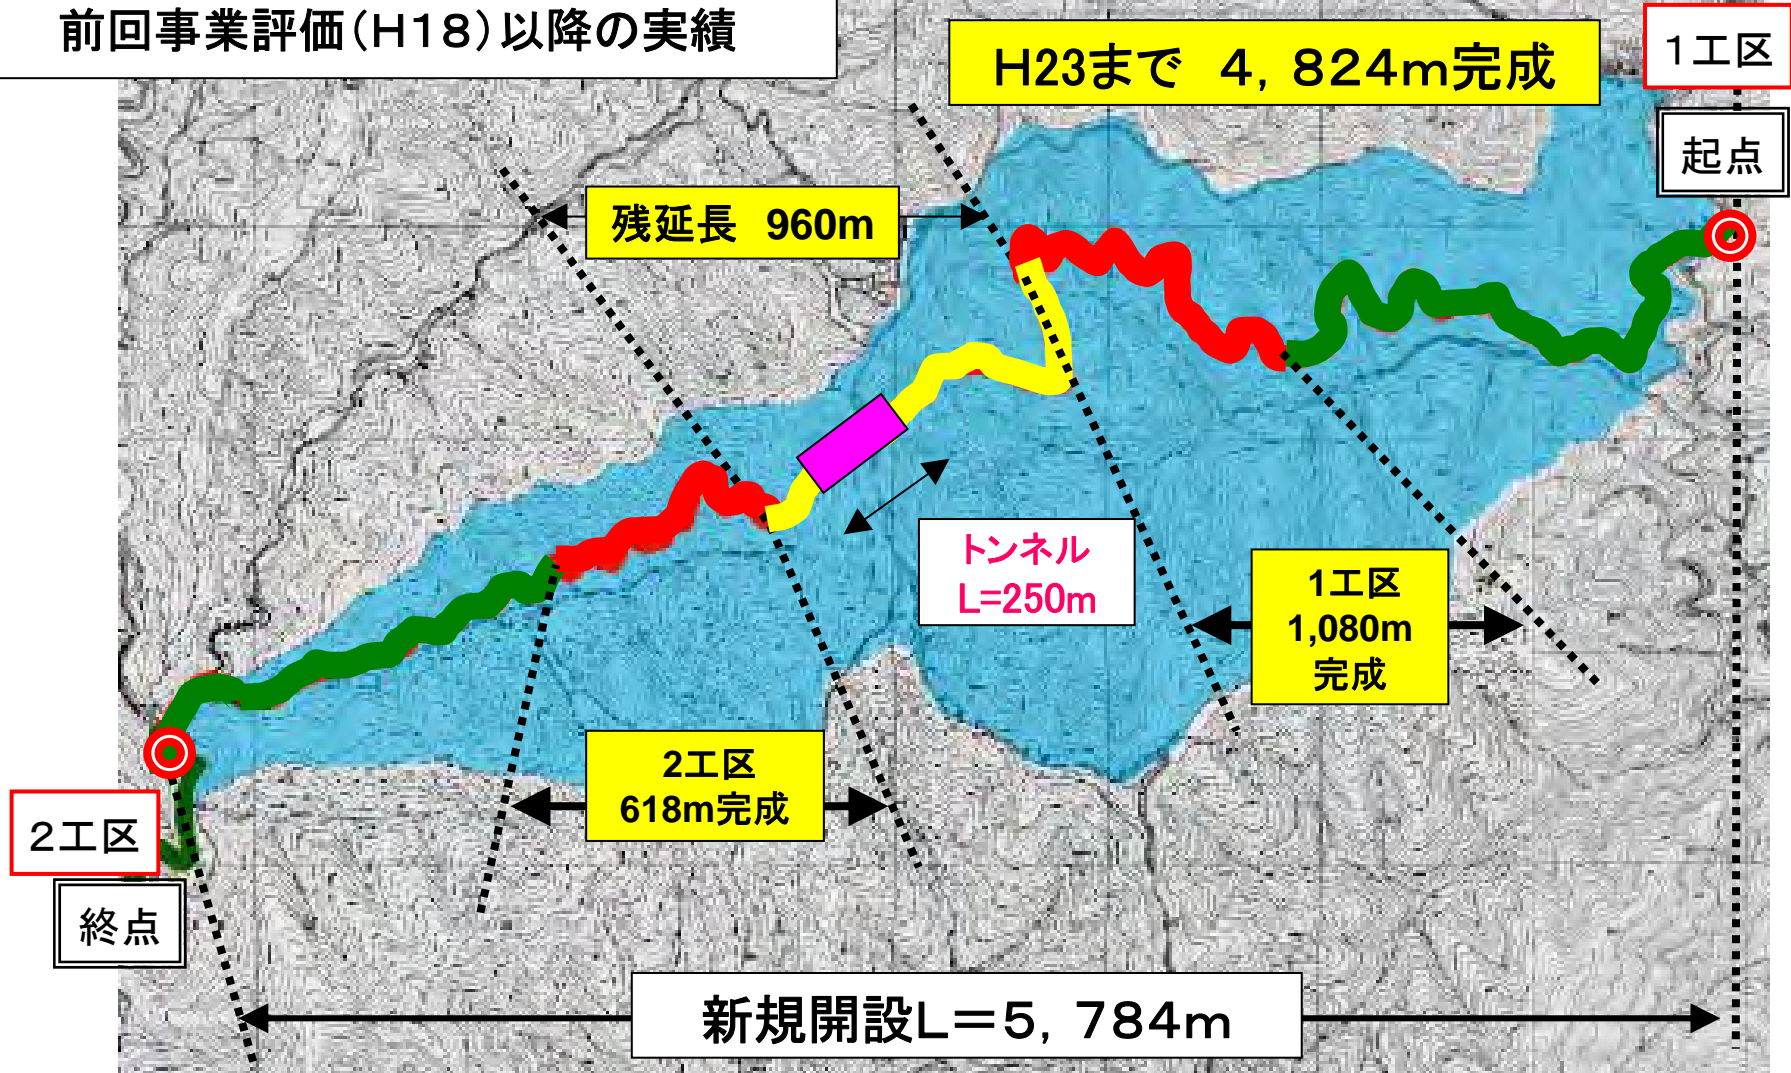 前回事業評価(H18)以降の実績
H23まで 4,824m完成
1工区
起点
残延長 960m
トンネル
L=250m
1工区
1,080m
完成
2工区
618m完成
2工区
終点
新規開設L=5,784m